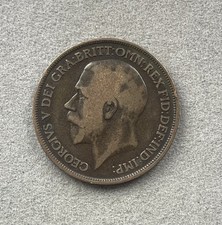 GEORGIVS V DEI GRA: BRITT: OMN: REX FID: DEF: IND: IMP: